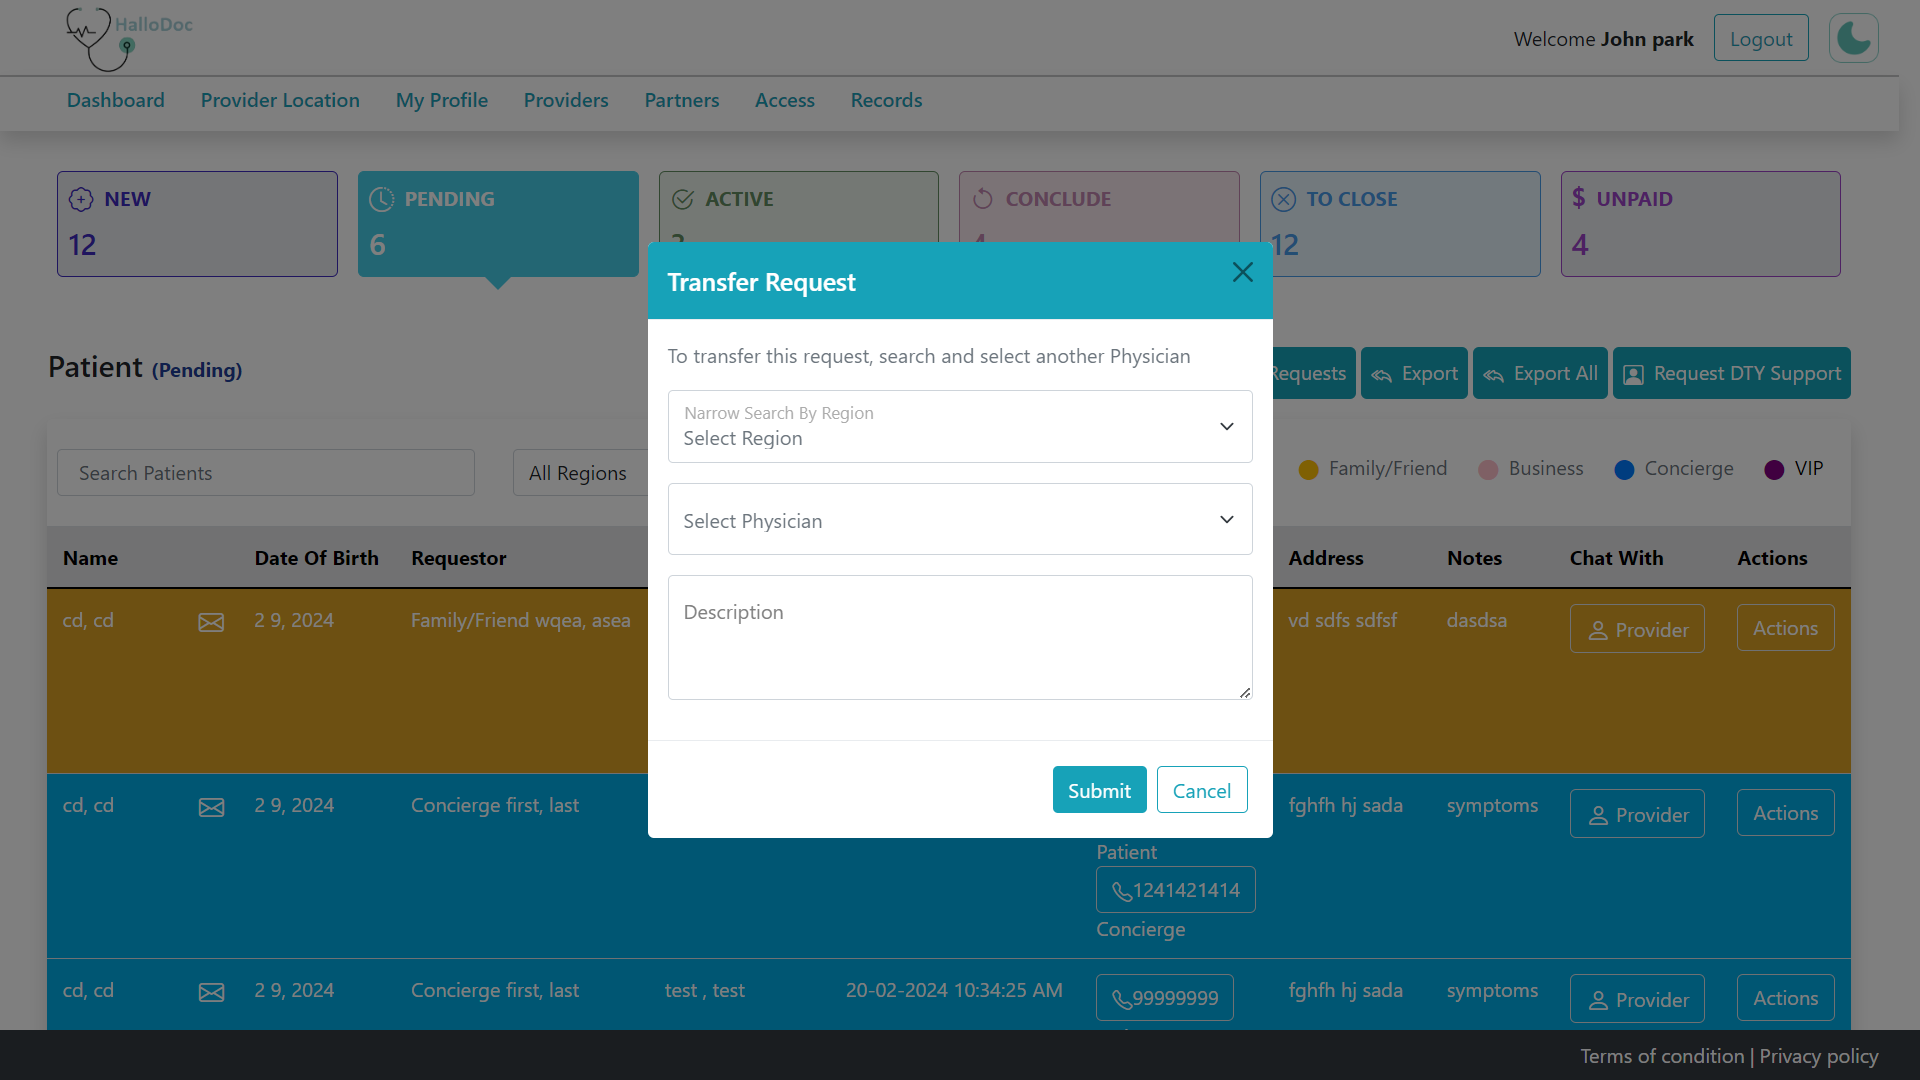 HalloDoc
Welcome John park
Logout
Dashboard Provider Location My Profile Providers Partners Access Records
NEW
12
PENDING
6
ACTIVE
CONCLUDE
TO CLOSE
12
$ UNPAID
4
Transfer Request
To transfer this request, search and select another Physician
Narrow Search By Region
Select Region
Select Physician
Description
Submit Cancel
Patient (Pending)
Requests Export Export All Request DTY Support
Search Patients All Regions Family/Friend Business Concierge VIP
Name Date Of Birth Requestor Address Notes Chat With Actions
cd, cd 2 9, 2024 Family/Friend wqea, asea vd sdfs sdfsf dasdsa Provider Actions
cd, cd 2 9, 2024 Concierge first, last fghfh hj sada symptoms Provider Actions
Patient
1241421414
Concierge
cd, cd 2 9, 2024 Concierge first, last test , test 20-02-2024 10:34:25 AM 99999999 fghfh hj sada symptoms Provider Actions
Terms of condition | Privacy policy